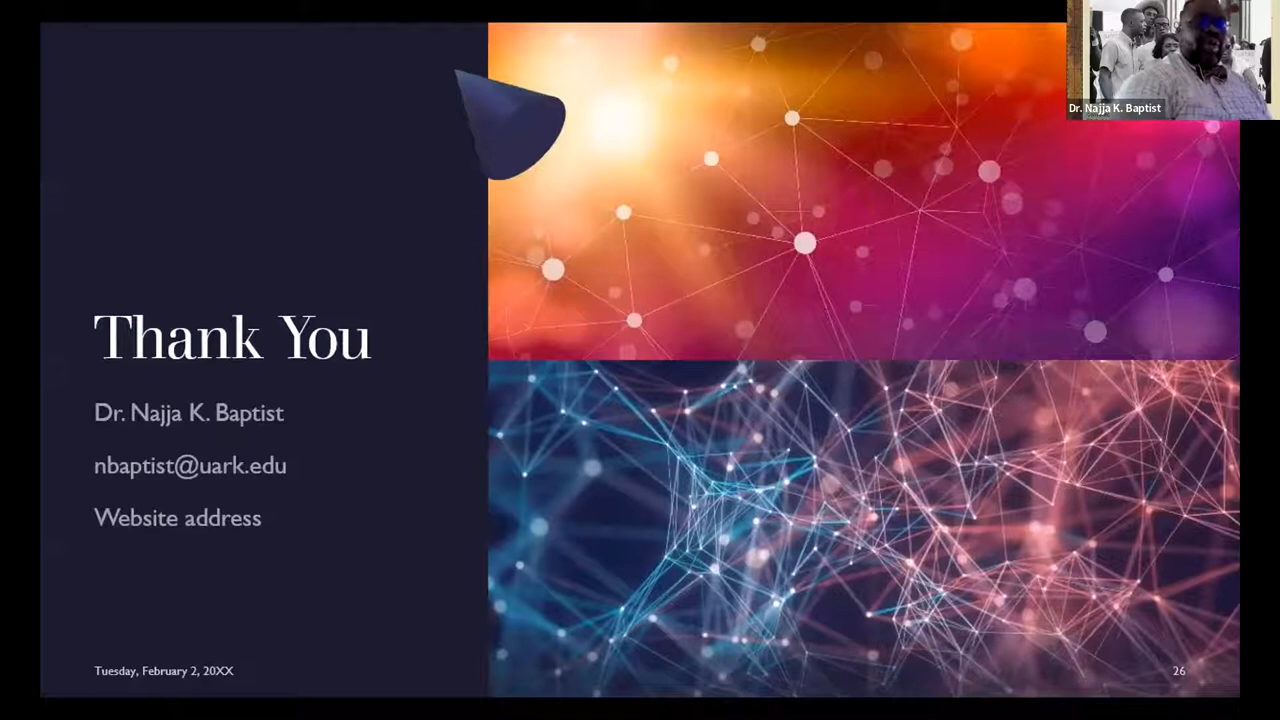 Dr. Najja K. Baptist
Thank You
Dr. Najja K. Baptist
nbaptist@uark.edu
Website address
Tuesday, February 2, 20XX
26